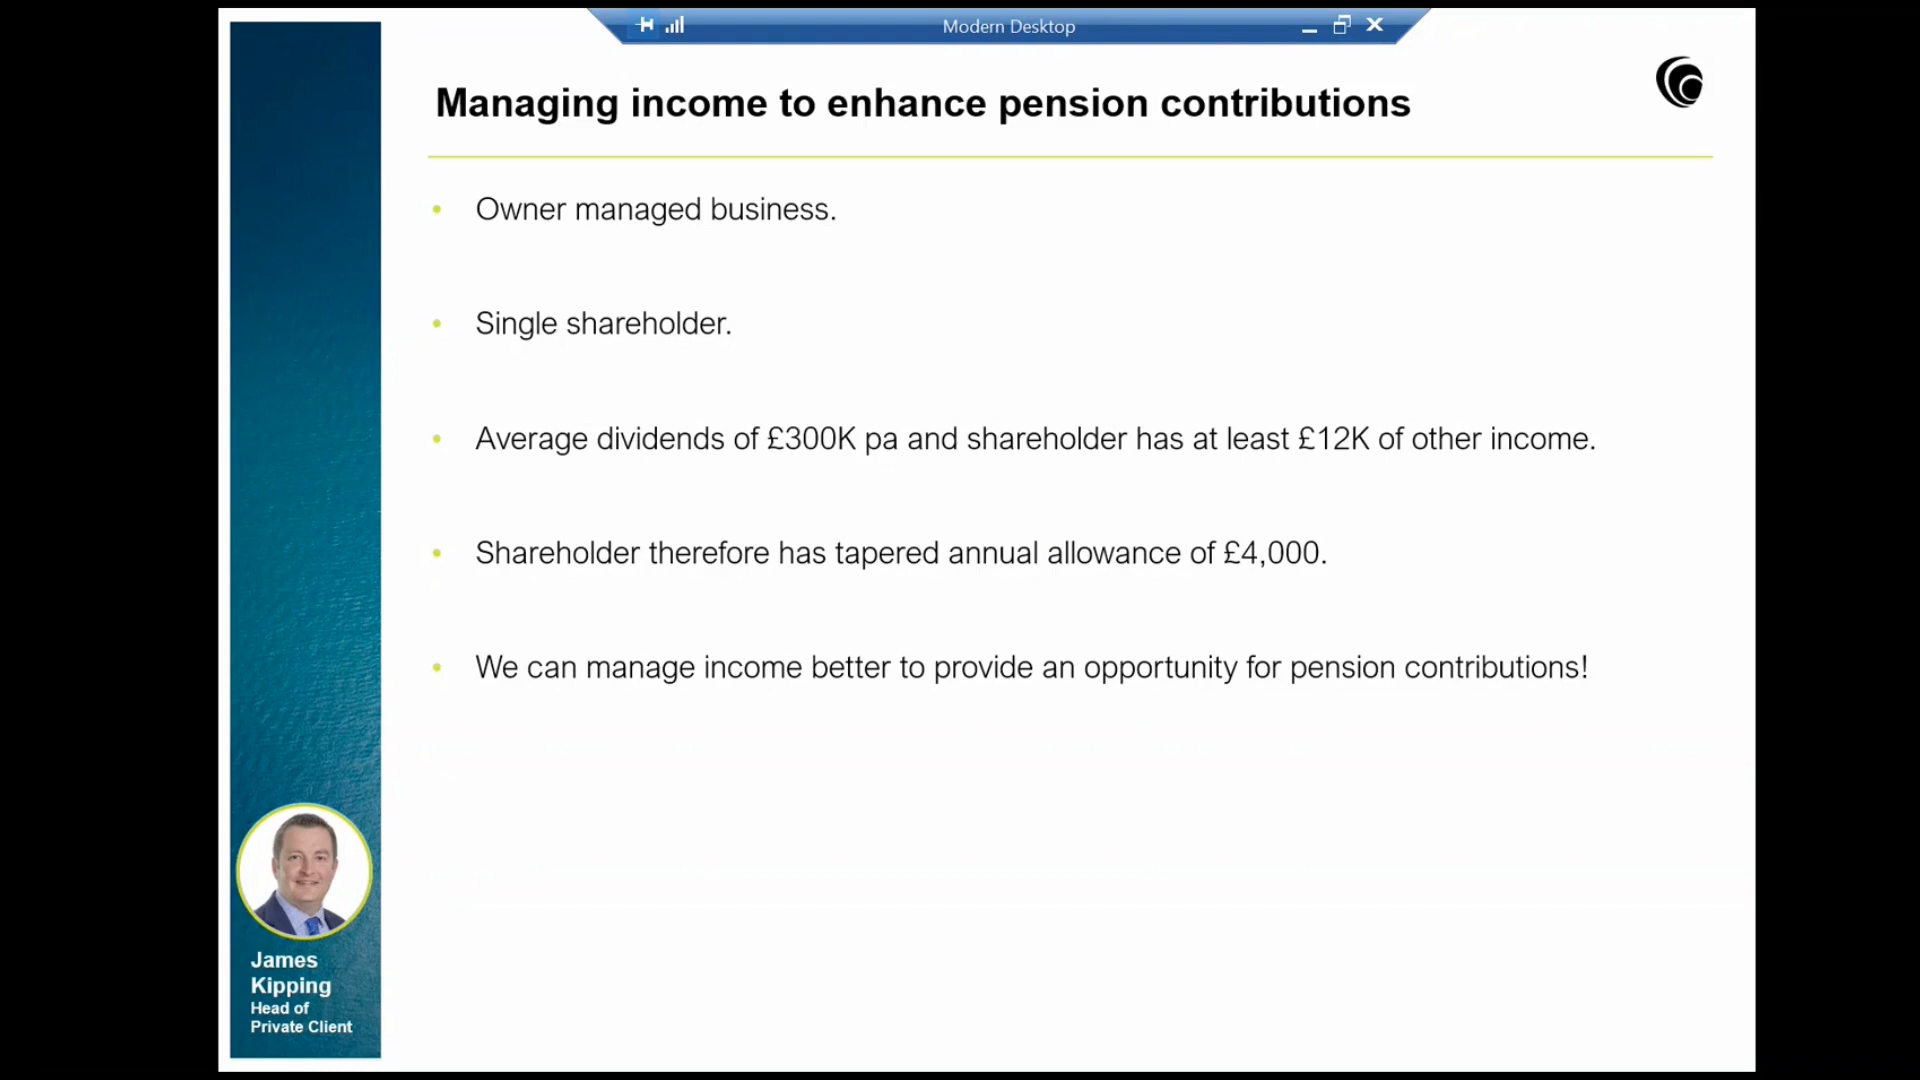 Modern Desktop
Managing income to enhance pension contributions
• Owner managed business.
• Single shareholder.
• Average dividends of £300K pa and shareholder has at least £12K of other income.
• Shareholder therefore has tapered annual allowance of £4,000.
• We can manage income better to provide an opportunity for pension contributions!
James
Kipping
Head of
Private Client